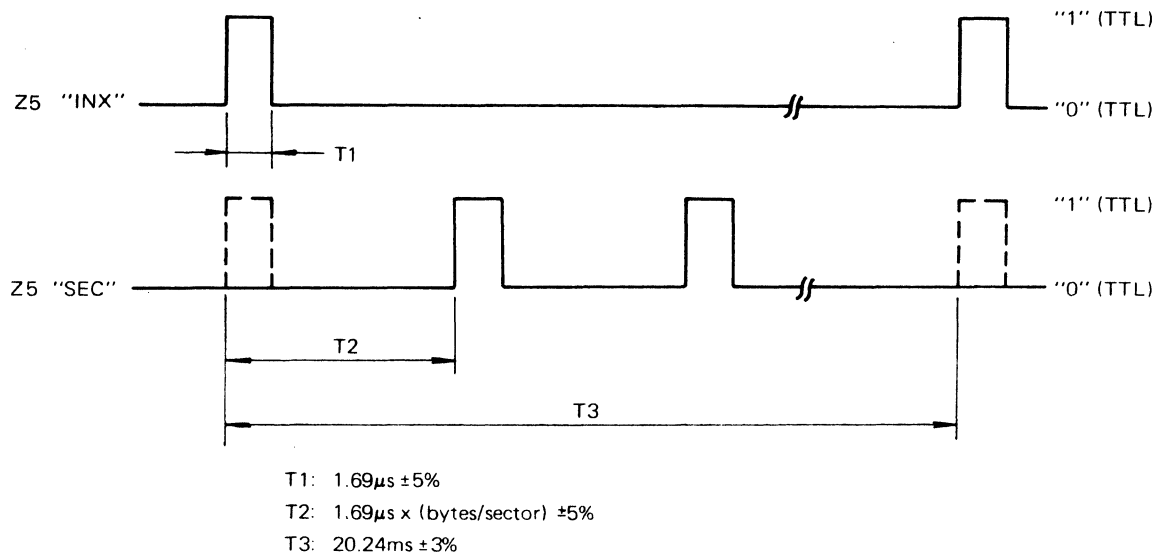 "1" (TTL)
Z5 "INX"
"0" (TTL)
T1
"1" (TTL)
Z5 "SEC"
"0" (TTL)
T2
T3
T1: 1.69μs ±5%
T2: 1.69μs x (bytes/sector) ±5%
T3: 20.24ms ±3%